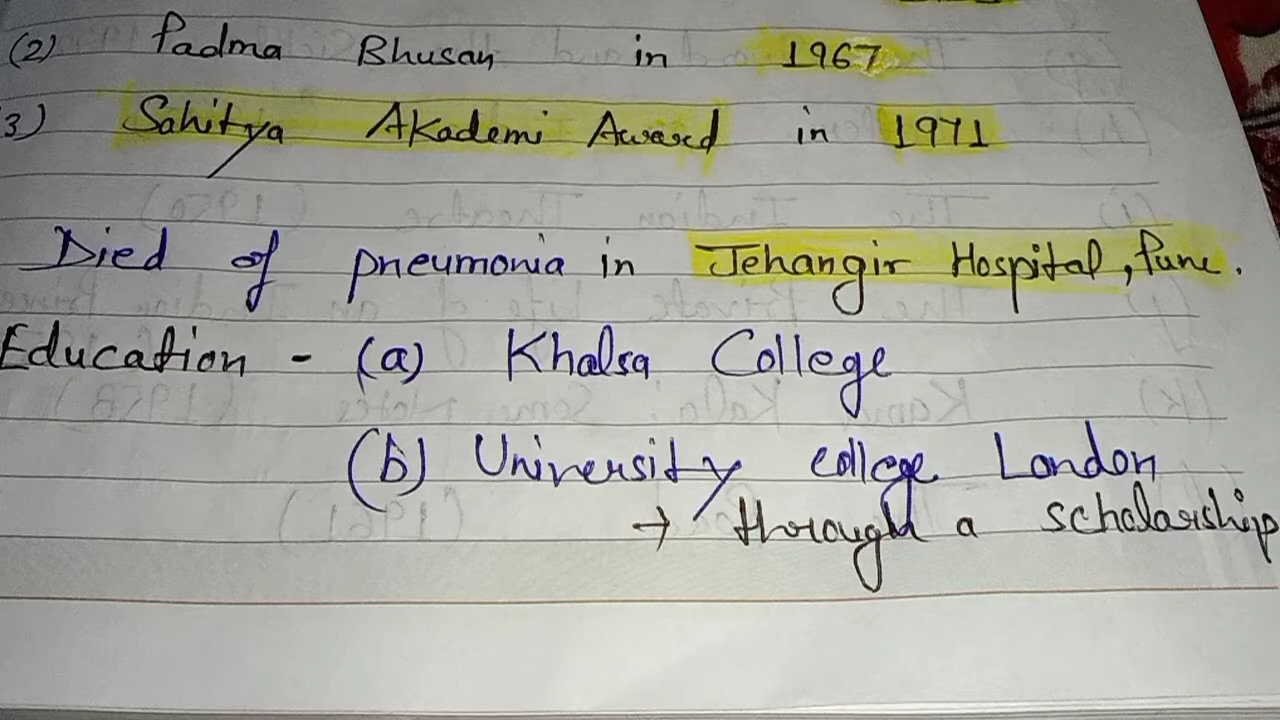 (2) Padma Bhusan in 1967
3) Sahitya Akademi Award in 1971
Died of pneumonia in Jehangir Hospital, Pune.
Education - (a) Khalsa College
(b) University college London
→ through a scholarship